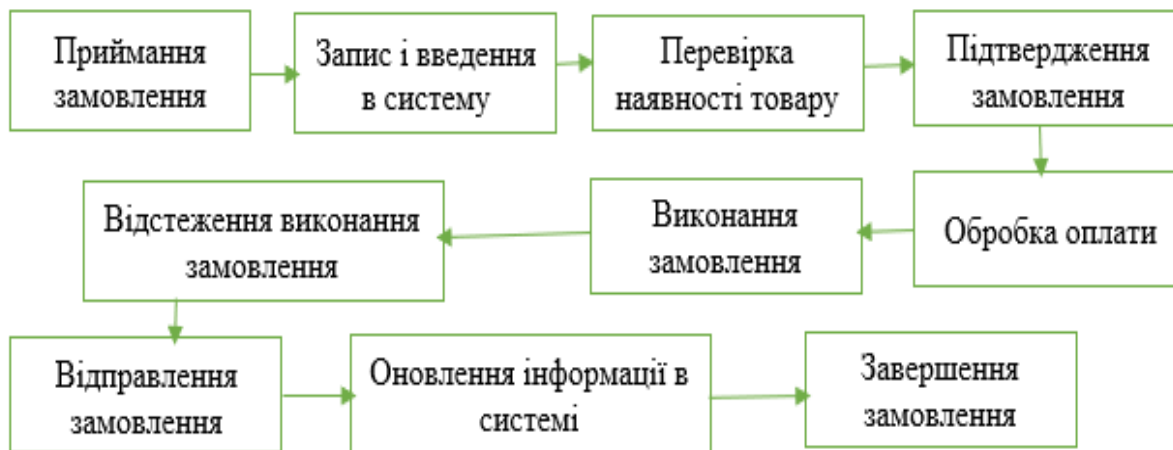 Приймання
замовлення
Запис і введення
в систему
Перевірка
наявності товару
Підтвердження
замовлення
Обробка оплати
Виконання
замовлення
Відстеження виконання
замовлення
Відправлення
замовлення
Оновлення інформації в
системі
Завершення
замовлення